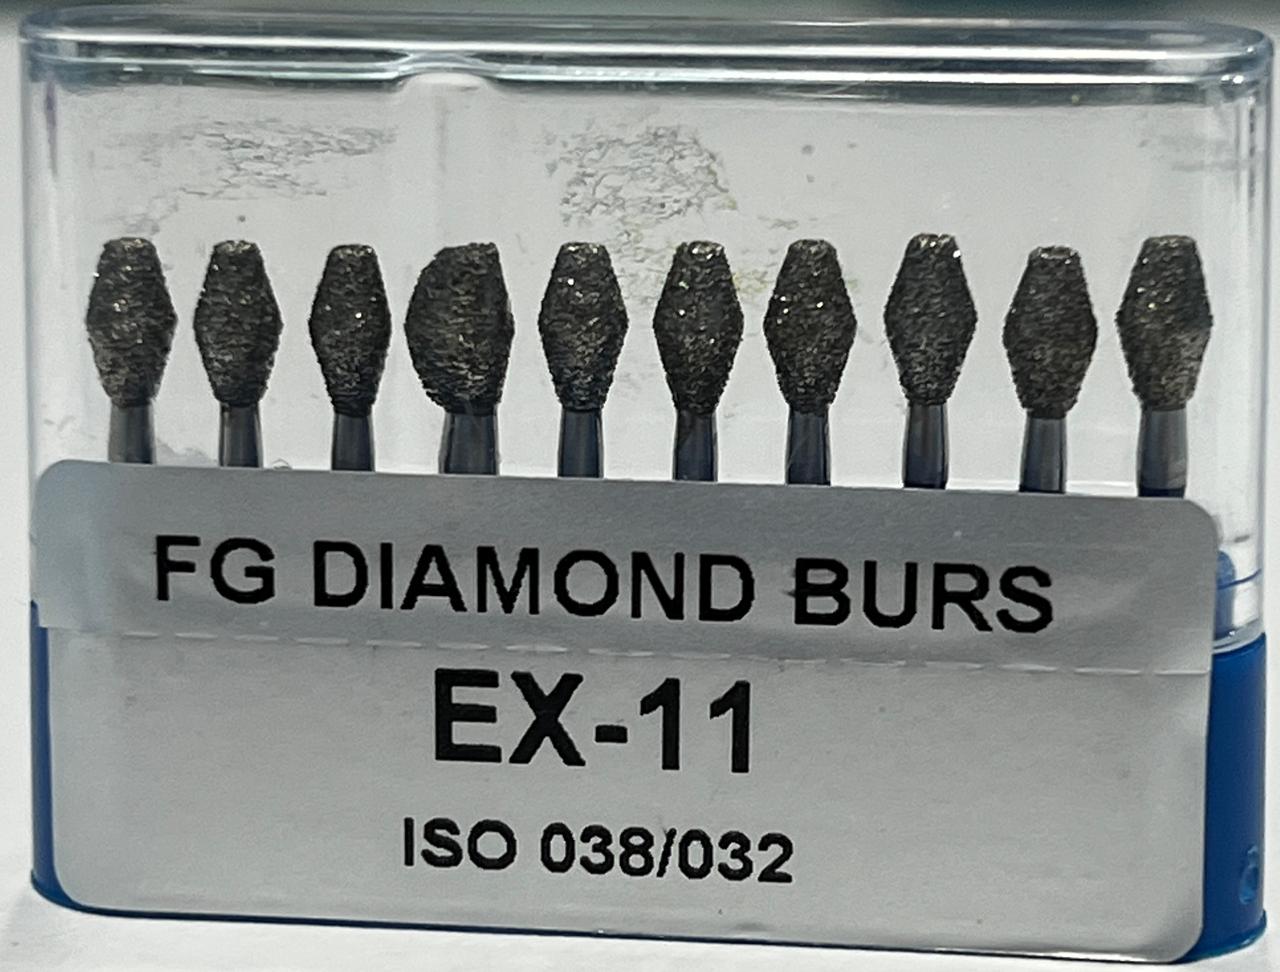 FG DIAMOND BURS
EX-11
ISO 038/032